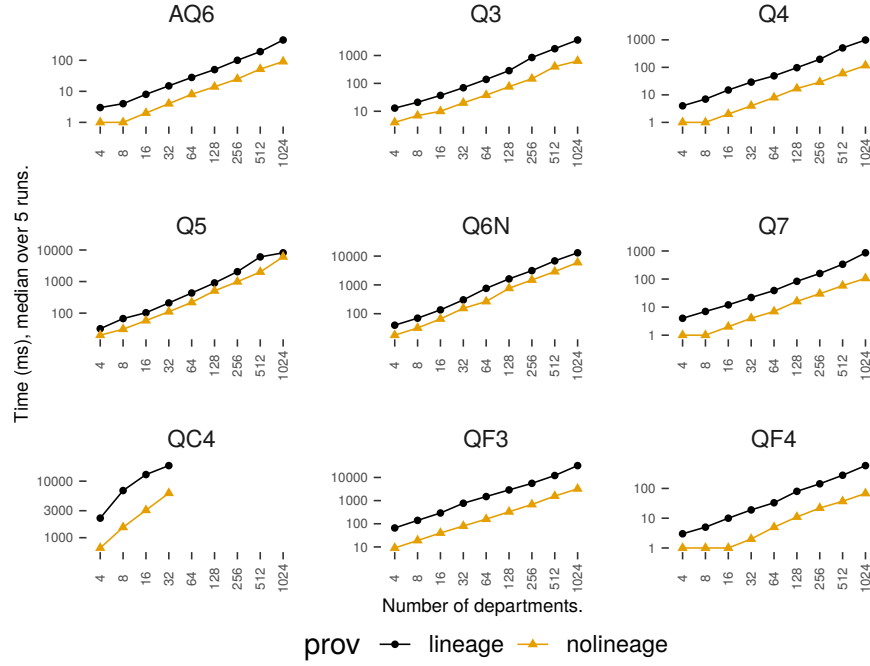 AQ6 Q3 Q4
100
10
1
1000
100
10
1000
100
10
1
4 8 16 32 64 128 256 512 1024
4 8 16 32 64 128 256 512 1024
4 8 16 32 64 128 256 512 1024
Time (ms), median over 5 runs.
Q5 Q6N Q7
10000
1000
100
10000
1000
100
1000
100
10
1
4 8 16 32 64 128 256 512 1024
4 8 16 32 64 128 256 512 1024
4 8 16 32 64 128 256 512 1024
QC4 QF3 QF4
10000
3000
1000
10000
1000
100
10
100
10
1
4 8 16 32 64 128 256 512 1024
4 8 16 32 64 128 256 512 1024
4 8 16 32 64 128 256 512 1024
Number of departments.
prov lineage nolineage